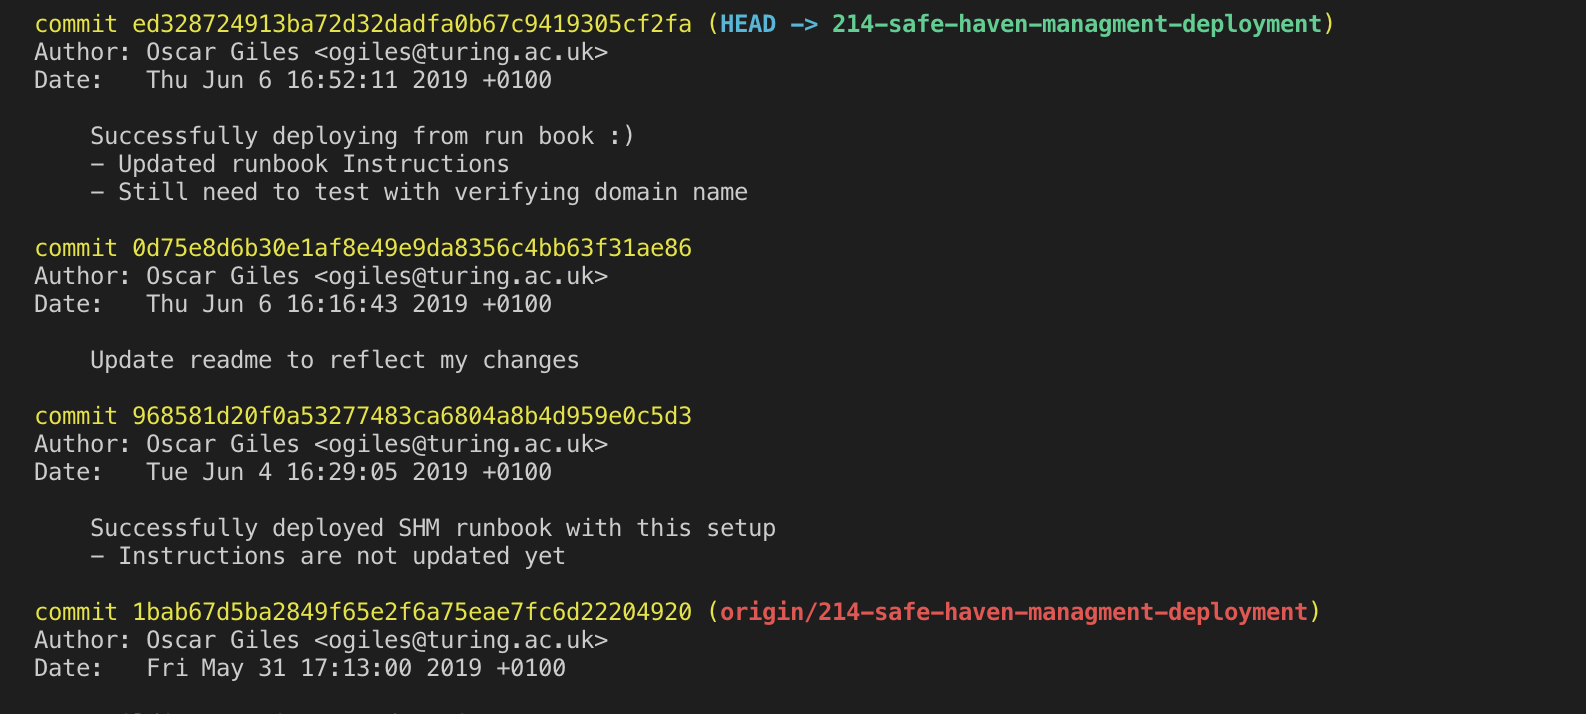 commit ed328724913ba72d32dadfa0b67c9419305cf2fa (HEAD -> 214-safe-haven-managment-deployment)
Author: Oscar Giles <ogiles@turing.ac.uk>
Date:   Thu Jun 6 16:52:11 2019 +0100
Successfully deploying from run book :)
- Updated runbook Instructions
- Still need to test with verifying domain name
commit 0d75e8d6b30e1af8e49e9da8356c4bb63f31ae86
Author: Oscar Giles <ogiles@turing.ac.uk>
Date:   Thu Jun 6 16:16:43 2019 +0100
Update readme to reflect my changes
commit 968581d20f0a53277483ca6804a8b4d959e0c5d3
Author: Oscar Giles <ogiles@turing.ac.uk>
Date:   Tue Jun 4 16:29:05 2019 +0100
Successfully deployed SHM runbook with this setup
- Instructions are not updated yet
commit 1bab67d5ba2849f65e2f6a75eae7fc6d22204920 (origin/214-safe-haven-managment-deployment)
Author: Oscar Giles <ogiles@turing.ac.uk>
Date:   Fri May 31 17:13:00 2019 +0100